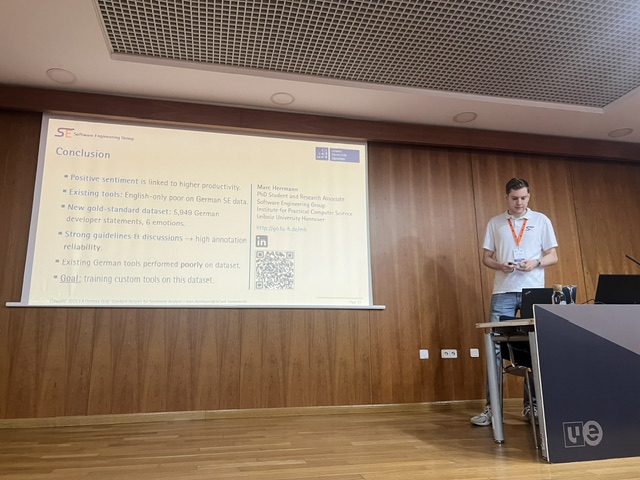 SE Software Engineering Group
Conclusion
Positive sentiment is linked to higher productivity.
Existing tools: English-only poor on German SE data.
New gold-standard dataset: 5,949 German
developer statements, 6 emotions.
Strong guidelines & discussions → high annotation
reliability.
Existing German tools performed poorly on dataset.
Goal: training custom tools on this dataset.
Marc Herrmann
PhD Student and Research Associate
Software Engineering Group
Institute for Practical Computer Science
Leibniz University Hannover
in
ue